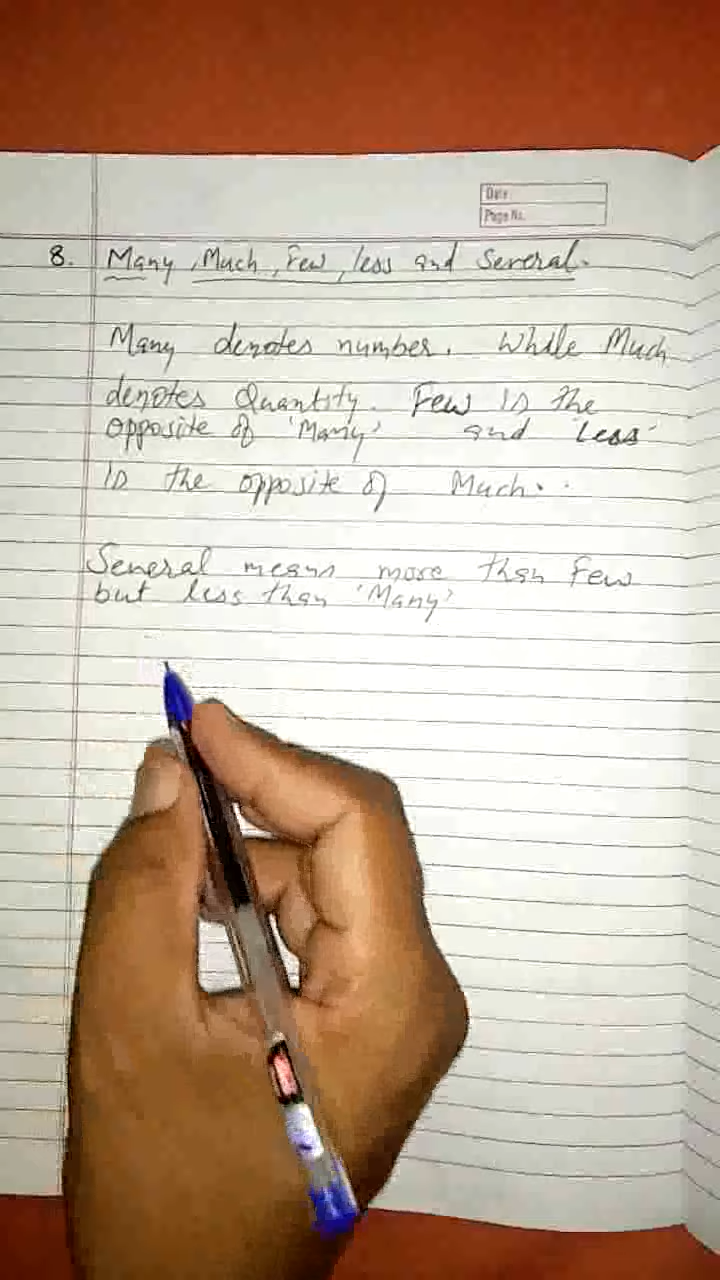 Date
Page No.
8. Many, Much, Few, less and Several.
Many denotes number. While Much
denotes Quantity. Few is the
opposite of 'Many' and 'Less'
is the opposite of Much.
Several means more than Few
but less than 'Many'